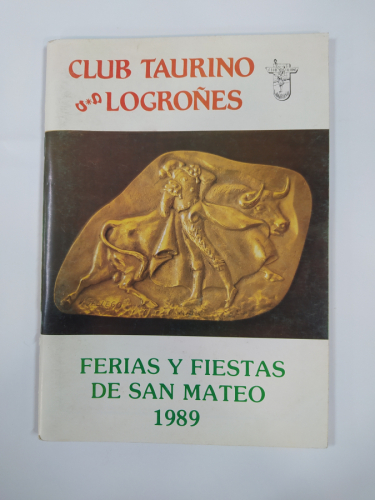 CLUB TAURINO
LOGROÑES
FERIAS Y FIESTAS
DE SAN MATEO
1989